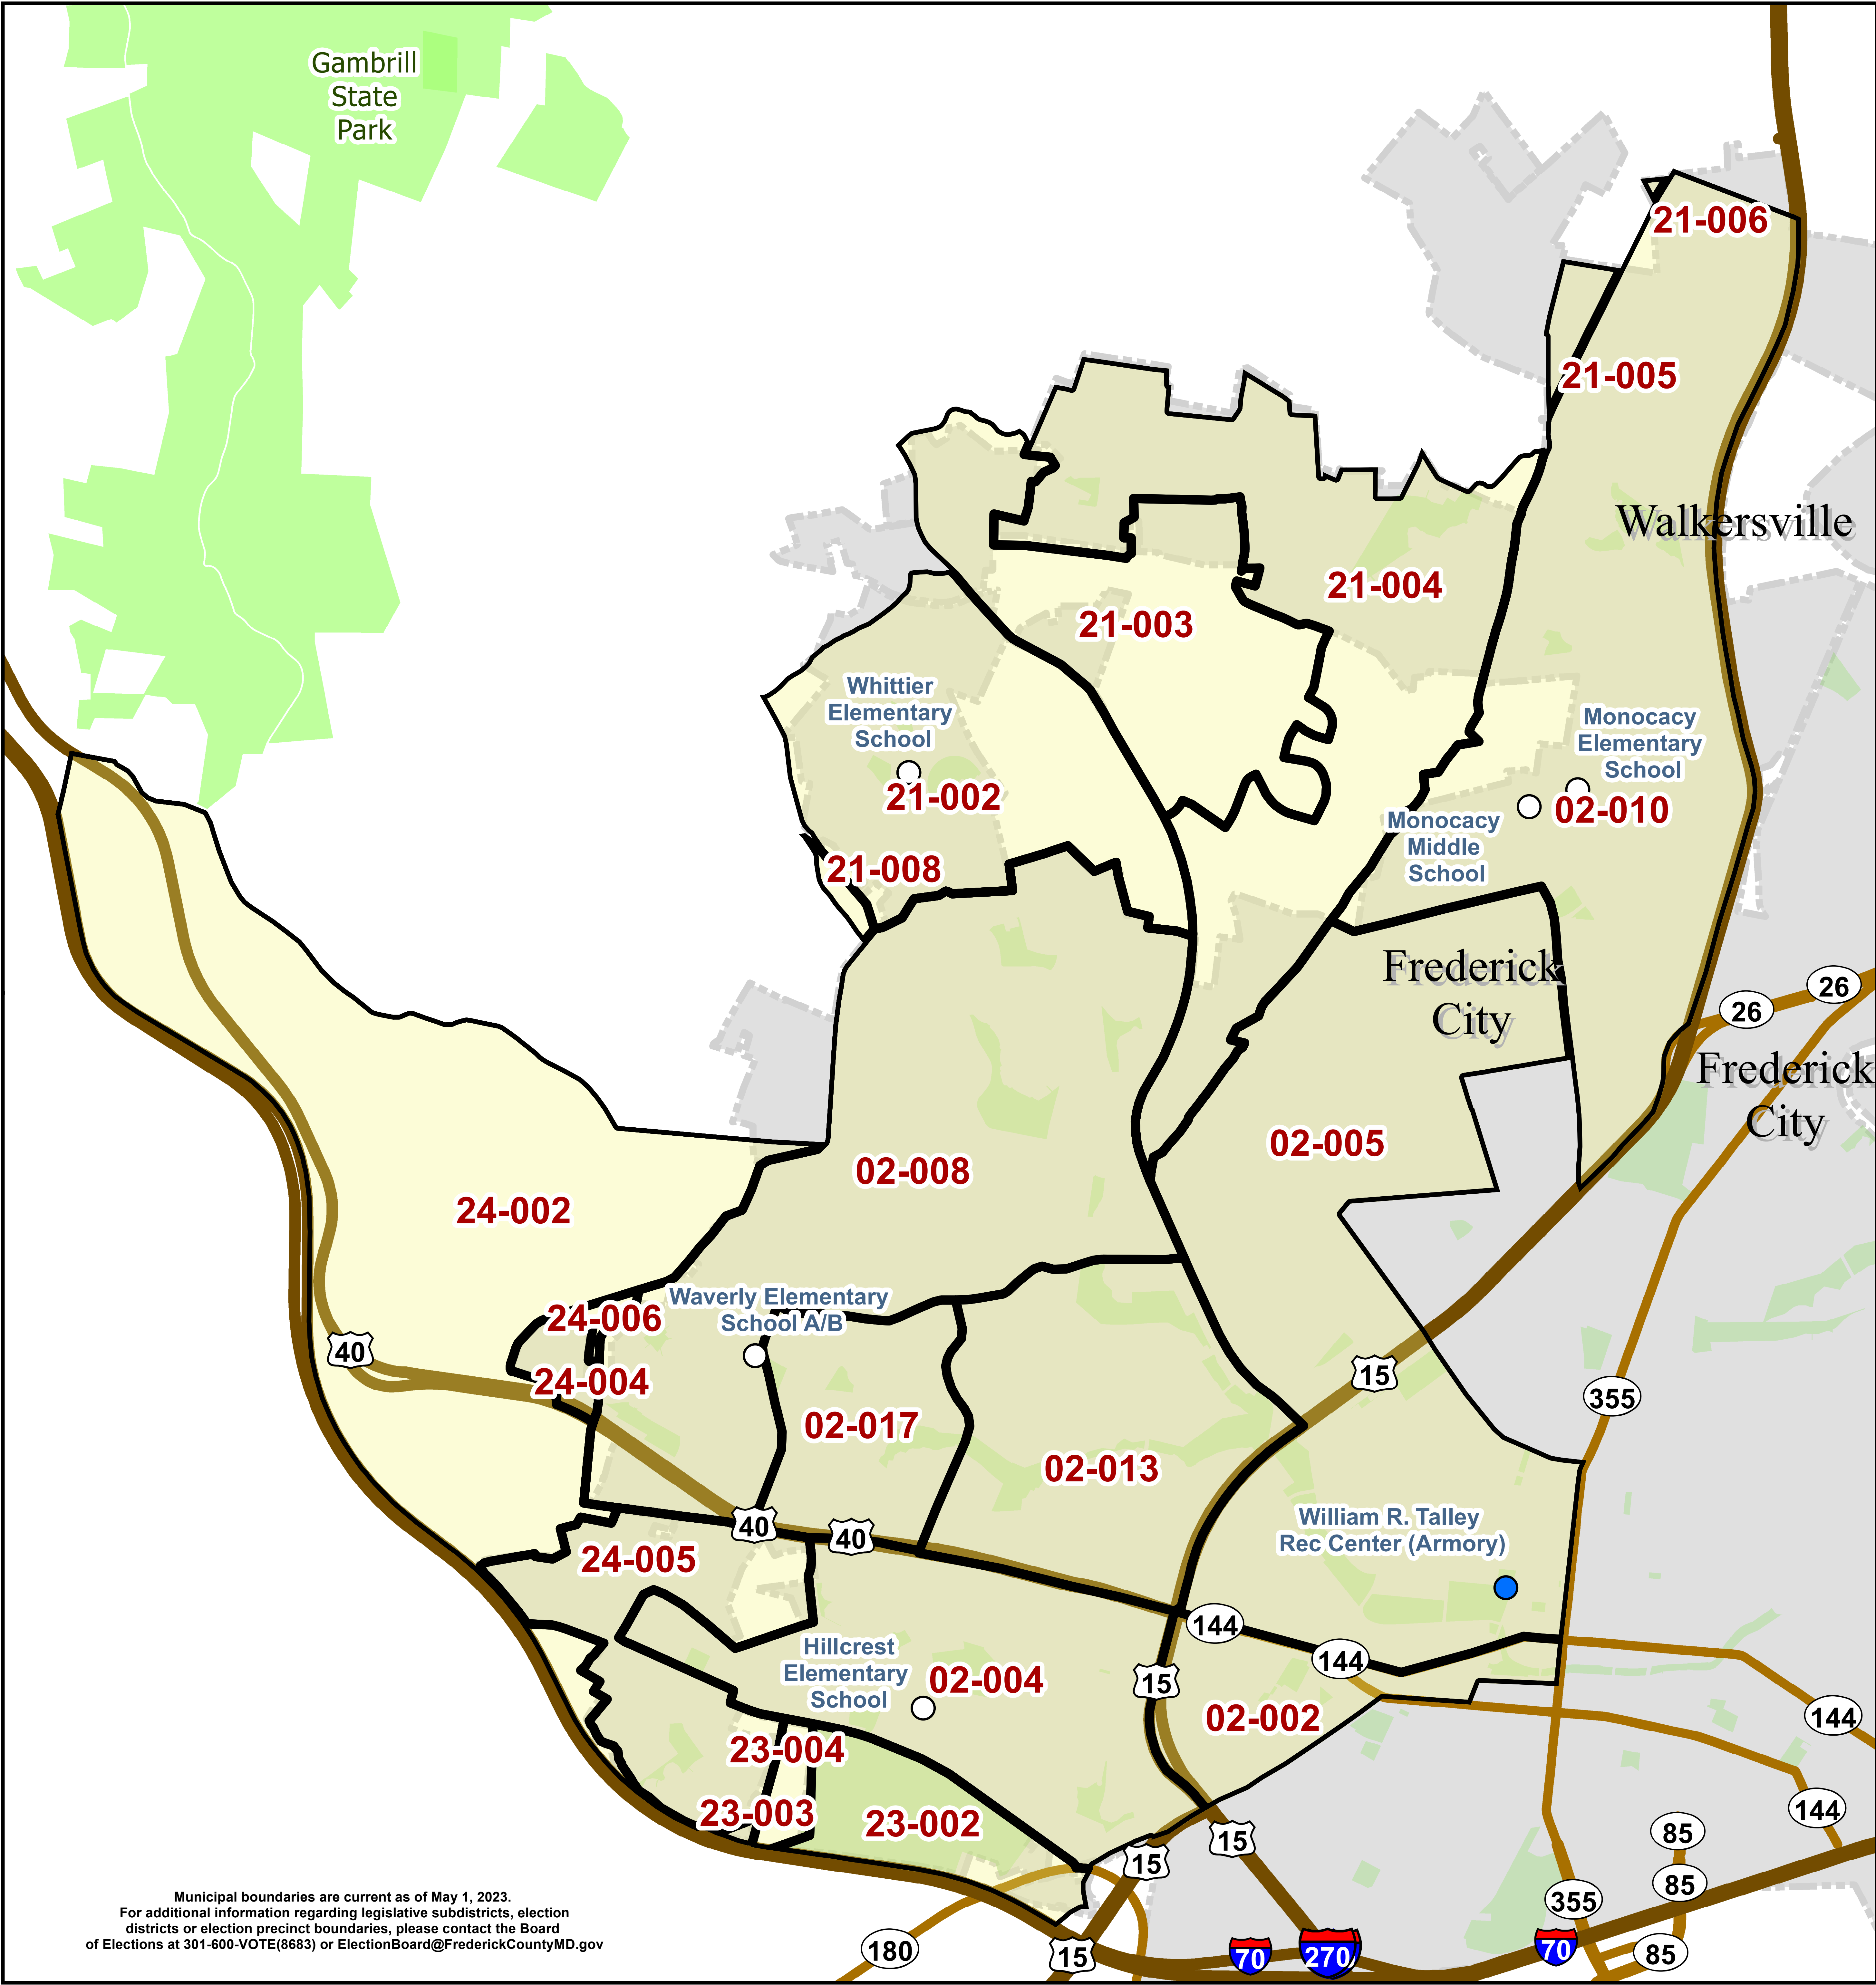 Gambrill
State
Park
21-006
21-005
Walkersville
21-004
21-003
Whittier
Elementary
School
21-002
Monocacy
Elementary
School
02-010
Monocacy
Middle
School
21-008
Frederick
City
26
26
Frederick
City
02-005
02-008
24-002
Waverly Elementary
School A/B
24-006
24-004
40
15
355
02-017
02-013
William R. Talley
Rec Center (Armory)
40
40
24-005
144
144
Hillcrest
Elementary
School
02-004
15
02-002
144
23-004
23-003
23-002
144
85
15
15
85
355
Municipal boundaries are current as of May 1, 2023.
For additional information regarding legislative subdistricts, election
districts or election precinct boundaries, please contact the Board
of Elections at 301-600-VOTE(8683) or ElectionBoard@FrederickCountyMD.gov
180
15
70
270
70
85